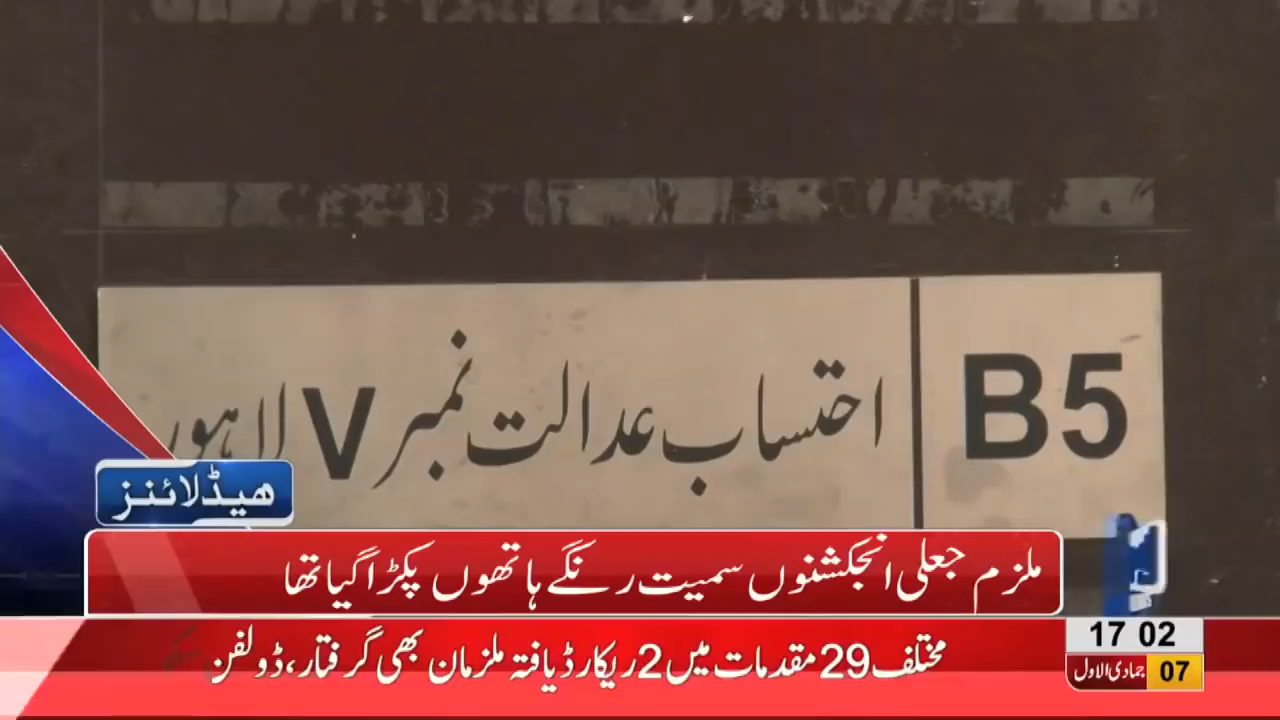 B5
احتساب عدالت نمبر V لاہور
ھیڈلائنز
ملزم جعلی انجکشنوں سمیت رنگے ہاتھوں پکڑا گیا تھا
مختلف 29 مقدمات میں 2 ریکارڈ یافتہ ملزمان بھی گرفتار، ڈولفن
17 02
جمادی الاول 07